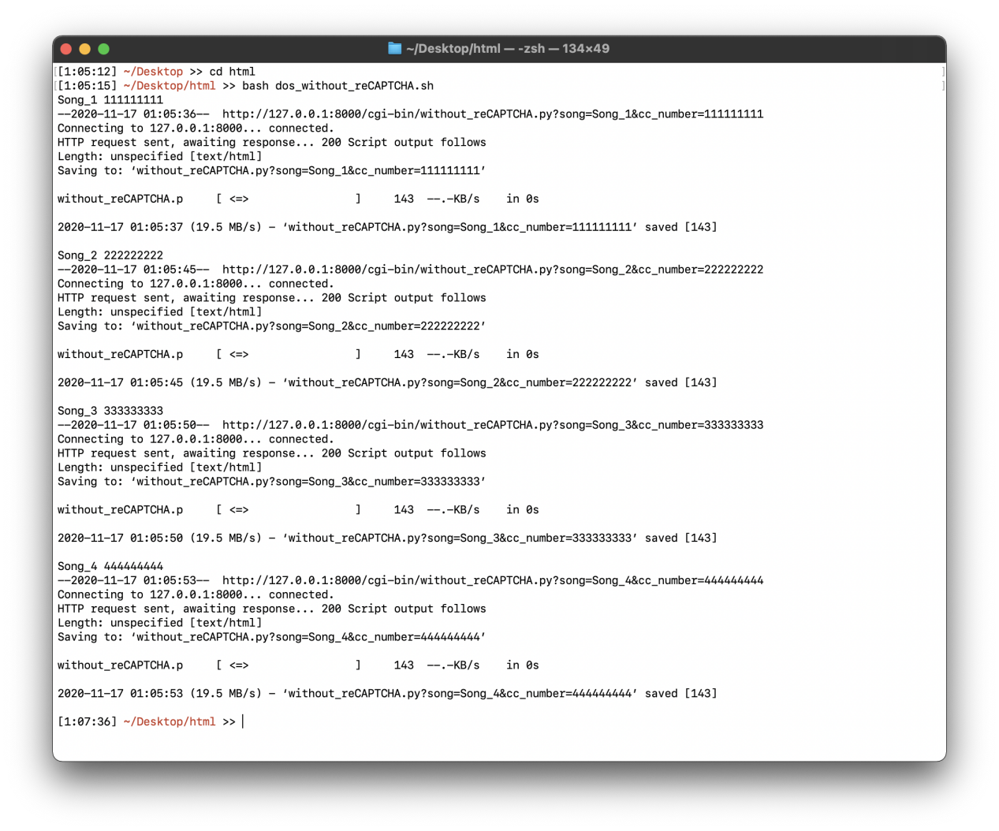 ~/Desktop/html — -zsh — 134×49
[[1:05:12] ~/Desktop >> cd html ]
[[1:05:15] ~/Desktop/html >> bash dos_without_reCAPTCHA.sh ]
Song_1 111111111
--2020-11-17 01:05:36--  http://127.0.0.1:8000/cgi-bin/without_reCAPTCHA.py?song=Song_1&cc_number=111111111
Connecting to 127.0.0.1:8000... connected.
HTTP request sent, awaiting response... 200 Script output follows
Length: unspecified [text/html]
Saving to: ‘without_reCAPTCHA.py?song=Song_1&cc_number=111111111’
without_reCAPTCHA.p     [ <=>                ]     143  --.-KB/s    in 0s
2020-11-17 01:05:37 (19.5 MB/s) - ‘without_reCAPTCHA.py?song=Song_1&cc_number=111111111’ saved [143]
Song_2 222222222
--2020-11-17 01:05:45--  http://127.0.0.1:8000/cgi-bin/without_reCAPTCHA.py?song=Song_2&cc_number=222222222
Connecting to 127.0.0.1:8000... connected.
HTTP request sent, awaiting response... 200 Script output follows
Length: unspecified [text/html]
Saving to: ‘without_reCAPTCHA.py?song=Song_2&cc_number=222222222’
without_reCAPTCHA.p     [ <=>                ]     143  --.-KB/s    in 0s
2020-11-17 01:05:45 (19.5 MB/s) - ‘without_reCAPTCHA.py?song=Song_2&cc_number=222222222’ saved [143]
Song_3 333333333
--2020-11-17 01:05:50--  http://127.0.0.1:8000/cgi-bin/without_reCAPTCHA.py?song=Song_3&cc_number=333333333
Connecting to 127.0.0.1:8000... connected.
HTTP request sent, awaiting response... 200 Script output follows
Length: unspecified [text/html]
Saving to: ‘without_reCAPTCHA.py?song=Song_3&cc_number=333333333’
without_reCAPTCHA.p     [ <=>                ]     143  --.-KB/s    in 0s
2020-11-17 01:05:50 (19.5 MB/s) - ‘without_reCAPTCHA.py?song=Song_3&cc_number=333333333’ saved [143]
Song_4 444444444
--2020-11-17 01:05:53--  http://127.0.0.1:8000/cgi-bin/without_reCAPTCHA.py?song=Song_4&cc_number=444444444
Connecting to 127.0.0.1:8000... connected.
HTTP request sent, awaiting response... 200 Script output follows
Length: unspecified [text/html]
Saving to: ‘without_reCAPTCHA.py?song=Song_4&cc_number=444444444’
without_reCAPTCHA.p     [ <=>                ]     143  --.-KB/s    in 0s
2020-11-17 01:05:53 (19.5 MB/s) - ‘without_reCAPTCHA.py?song=Song_4&cc_number=444444444’ saved [143]
[1:07:36] ~/Desktop/html >>